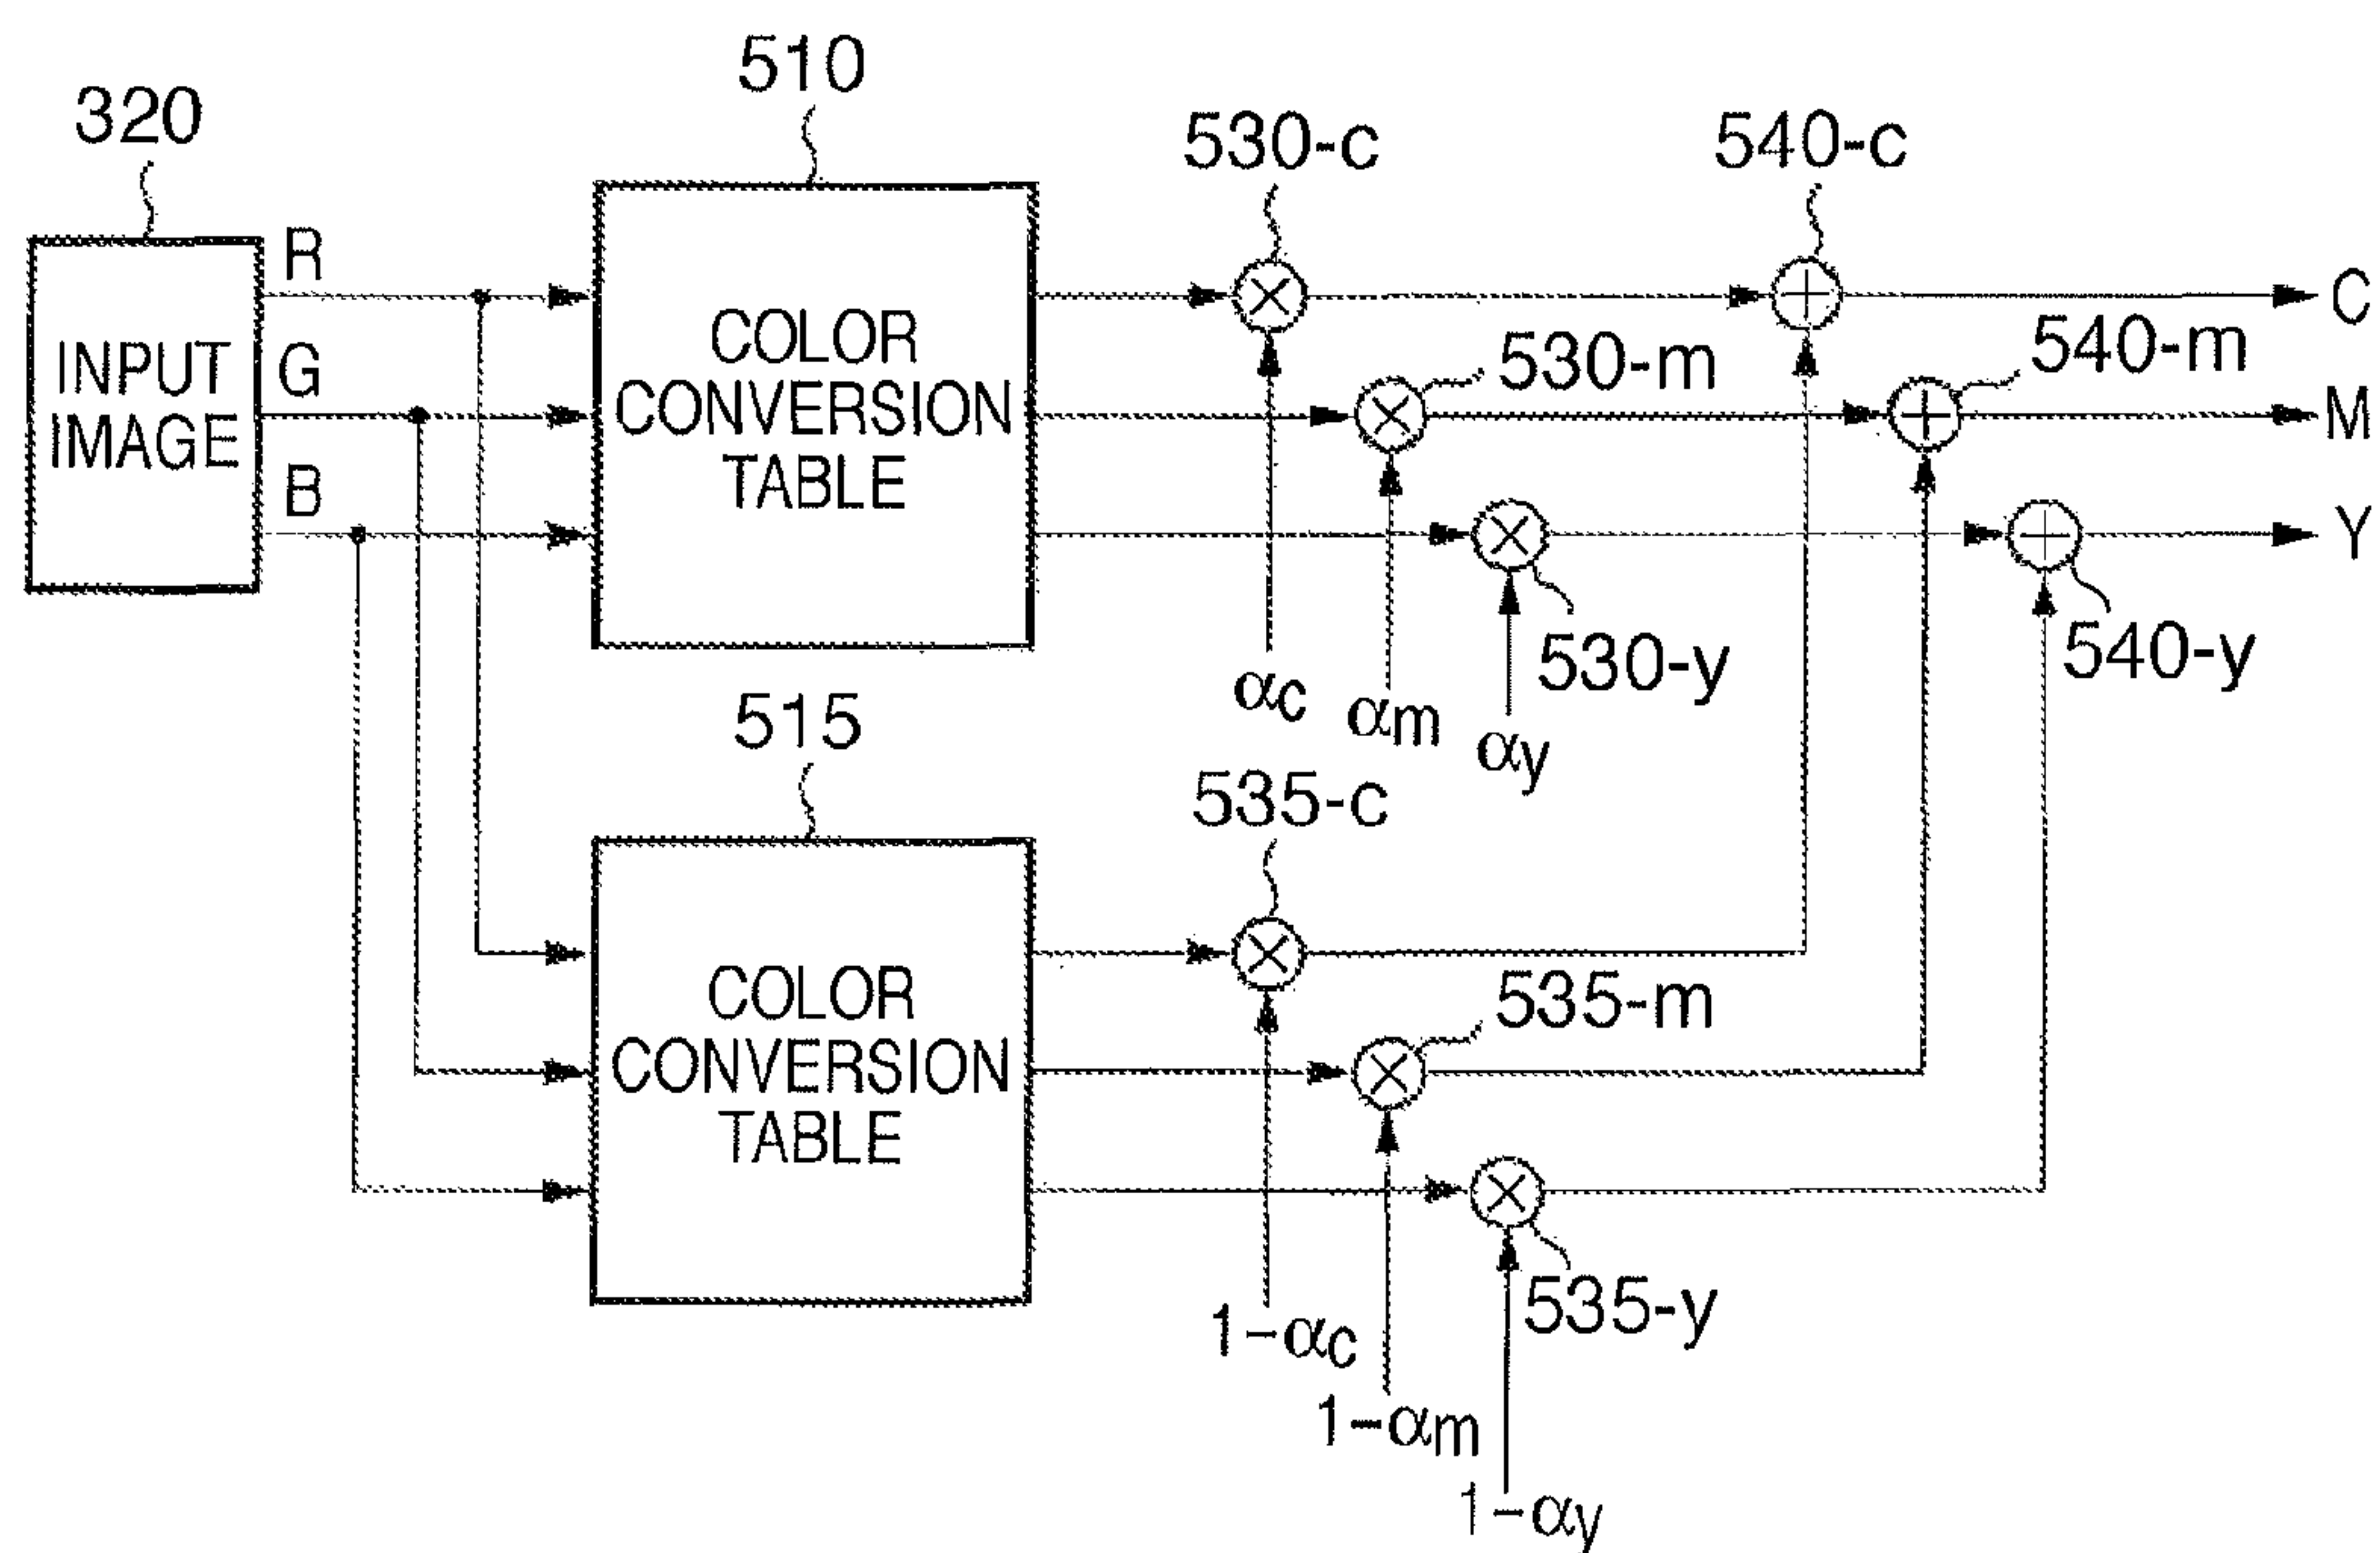 320
510
530-c
540-c
INPUT
IMAGE
R
G
B
COLOR
CONVERSION
TABLE
530-m
540-m
C
M
Y
530-y
540-y
αc
αm
αy
515
535-c
COLOR
CONVERSION
TABLE
535-m
535-y
1-αc
1-αm
1-αy